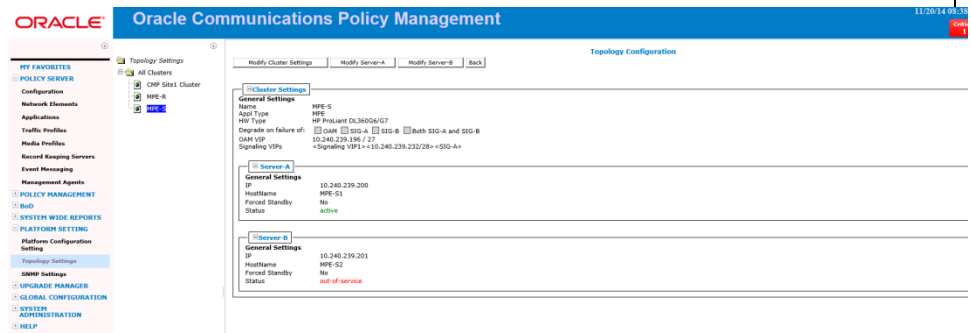 ORACLE
Oracle Communications Policy Management
11/20/14 08:38
Critic
1
MY FAVORITES
POLICY SERVER
Configuration
Network Elements
Applications
Traffic Profiles
Media Profiles
Record Keeping Servers
Event Messaging
Management Agents
POLICY MANAGEMENT
BoD
SYSTEM WIDE REPORTS
PLATFORM SETTING
Platform Configuration
Setting
Topology Settings
SNMP Settings
UPGRADE MANAGER
GLOBAL CONFIGURATION
SYSTEM
ADMINISTRATION
HELP
Topology Settings
All Clusters
CMP Site1 Cluster
MPE-R
MPE-S
Topology Configuration
Modify Cluster Settings Modify Server-A Modify Server-B Back
Cluster Settings
General Settings
Name MPE-S
Appl Type MPE
HW Type HP ProLiant DL360G6/G7
Degrade on failure of: OAM SIG-A SIG-B Both SIG-A and SIG-B
OAM VIP 10.240.239.196 / 27
Signaling VIPs <Signaling VIP1><10.240.239.232/28><SIG-A>
Server-A
General Settings
IP 10.240.239.200
HostName MPE-S1
Forced Standby No
Status active
Server-B
General Settings
IP 10.240.239.201
HostName MPE-S2
Forced Standby No
Status out-of-service